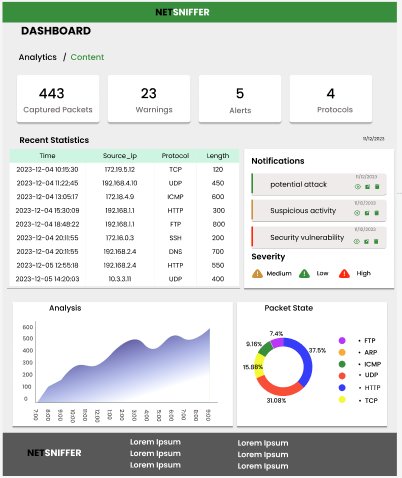 NETSNIFFER
DASHBOARD
Analytics / Content
443 23 5 4
Captured Packets Warnings Alerts Protocols
Recent Statistics
11/12/2023
Time Source_ip Protocol Length
2023-12-04 10:15:30 172.19.5.12 TCP 120
2023-12-04 11:22:45 192.168.4.10 UDP 450
2023-12-04 13:05:17 172.18.4.9 ICMP 600
2023-12-04 15:30:09 192.168.1.1 HTTP 300
2023-12-04 18:48:22 192.168.1.1 FTP 800
2023-12-04 20:11:55 172.16.0.3 SSH 200
2023-12-04 20:11:55 192.168.2.4 DNS 700
2023-12-05 12:55:18 192.168.2.4 HTTP 550
2023-12-05 14:20:03 10.3.3.11 UDP 400
Notifications
11/12/2023
potential attack
11/12/2023
Suspicious activity
11/12/2023
Security vulnerability
Severity
Medium Low High
Analysis
600
500
400
300
200
100
0
7:00 8:00 9:00 10:00 11:00 12:00 1:00 2:00 3:00 4:00 5:00 6:00 7:00 8:00 9:00
Packet State
7.4%
9.16%
37.5%
15.88%
31.08%
• FTP
• ARP
• ICMP
• UDP
• HTTP
• TCP
NETSNIFFER
Lorem Ipsum Lorem Ipsum
Lorem Ipsum Lorem Ipsum
Lorem Ipsum Lorem Ipsum